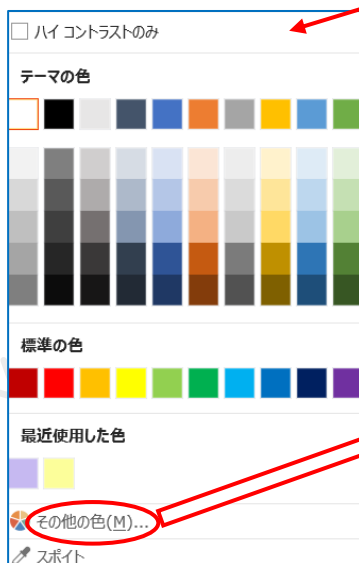 ハイ コントラストのみ
テーマの色
標準の色
最近使用した色
その他の色(M)...
スポイト